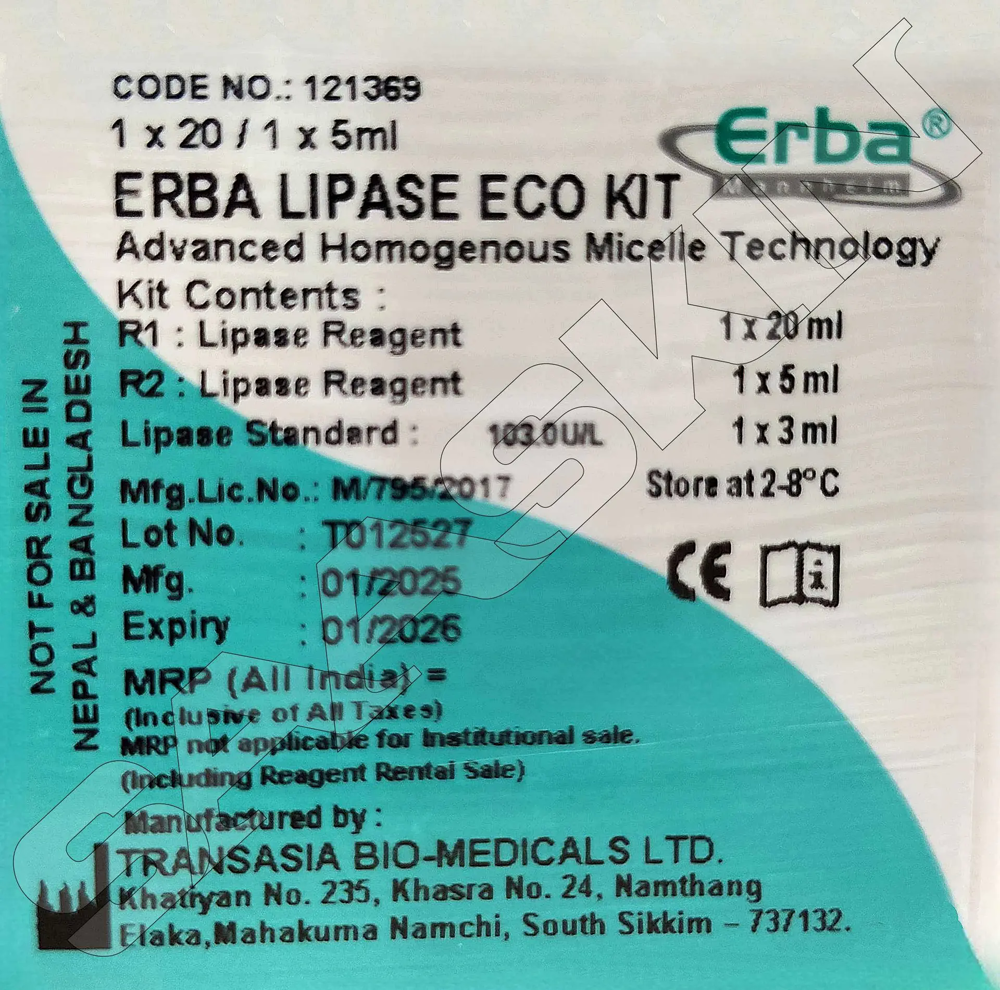 CODE NO.: 121369
1 x 20 / 1 x 5ml
Erba®
Mannheim
ERBA LIPASE ECO KIT
Advanced Homogenous Micelle Technology
Kit Contents :
R1 : Lipase Reagent 1 x 20 ml
R2 : Lipase Reagent 1 x 5 ml
Lipase Standard : 103.0U/L 1 x 3 ml
Mfg.Lic.No.: M/795/2017 Store at 2-8°C
Lot No. : T012527
Mfg. : 01/2025
Expiry : 01/2026
CE
i
MRP (All India) =
(Inclusive of All Taxes)
MRP not applicable for Institutional sale.
(Including Reagent Rental Sale)
Manufactured by :
TRANSASIA BIO-MEDICALS LTD.
Khatiyan No. 235, Khasra No. 24, Namthang
Elaka,Mahakuma Namchi, South Sikkim – 737132.
NOT FOR SALE IN
NEPAL & BANGLADESH